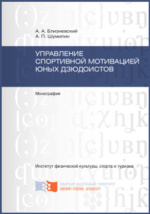 А. А. Близневский
А. П. Шумилин
УПРАВЛЕНИЕ
СПОРТИВНОЙ МОТИВАЦИЕЙ
ЮНЫХ ДЗЮДОИСТОВ
Монография
Институт физической культуры, спорта и туризма